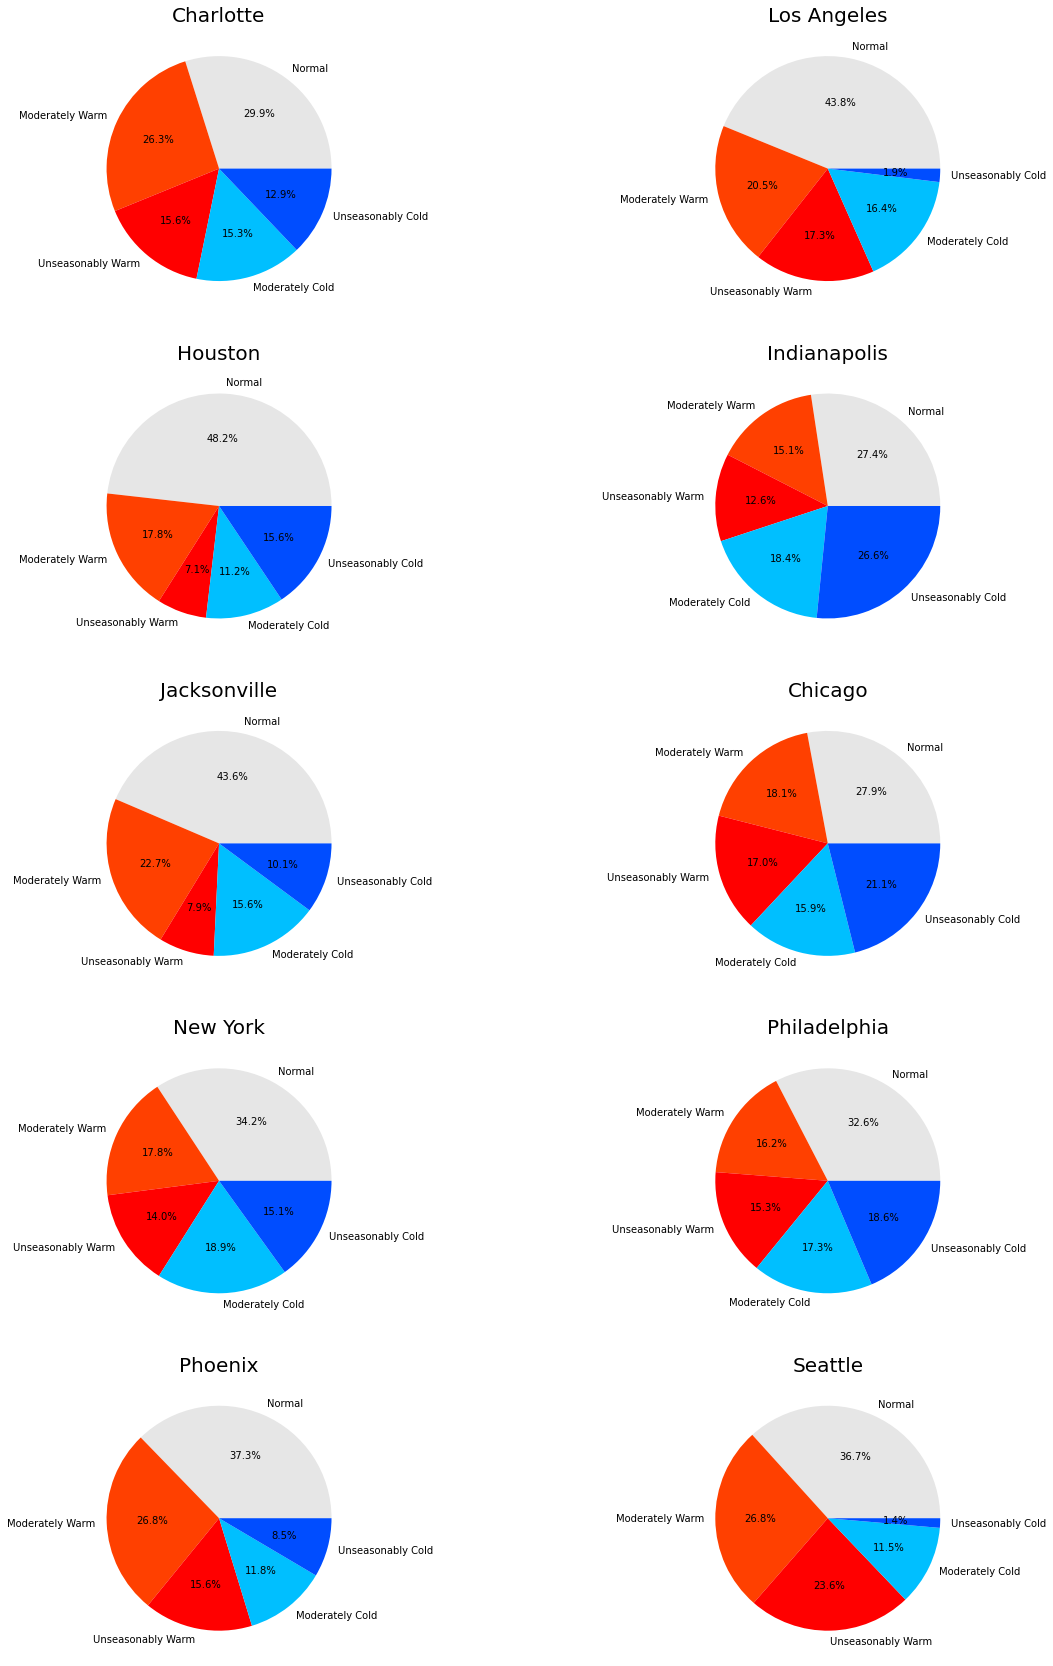 Charlotte
Normal
Moderately Warm
29.9%
26.3%
12.9%
Unseasonably Cold
15.6%
15.3%
Unseasonably Warm
Moderately Cold
Los Angeles
Normal
43.8%
1.9%
Unseasonably Cold
20.5%
Moderately Warm
16.4%
17.3%
Moderately Cold
Unseasonably Warm
Houston
Normal
48.2%
17.8%
15.6%
Moderately Warm
Unseasonably Cold
7.1%
11.2%
Unseasonably Warm
Moderately Cold
Indianapolis
Moderately Warm
Normal
15.1%
27.4%
Unseasonably Warm
12.6%
18.4%
26.6%
Moderately Cold
Unseasonably Cold
Jacksonville
Normal
43.6%
22.7%
10.1%
Moderately Warm
Unseasonably Cold
7.9%
15.6%
Unseasonably Warm
Moderately Cold
Chicago
Normal
Moderately Warm
18.1%
27.9%
17.0%
Unseasonably Warm
21.1%
15.9%
Unseasonably Cold
Moderately Cold
New York
Normal
34.2%
Moderately Warm
17.8%
14.0%
15.1%
Unseasonably Cold
Unseasonably Warm
18.9%
Moderately Cold
Philadelphia
Normal
Moderately Warm
32.6%
16.2%
15.3%
18.6%
Unseasonably Warm
17.3%
Unseasonably Cold
Moderately Cold
Phoenix
Normal
37.3%
26.8%
Moderately Warm
8.5%
Unseasonably Cold
11.8%
15.6%
Moderately Cold
Unseasonably Warm
Seattle
Normal
36.7%
Moderately Warm
26.8%
1.4%
Unseasonably Cold
11.5%
Moderately Cold
23.6%
Unseasonably Warm